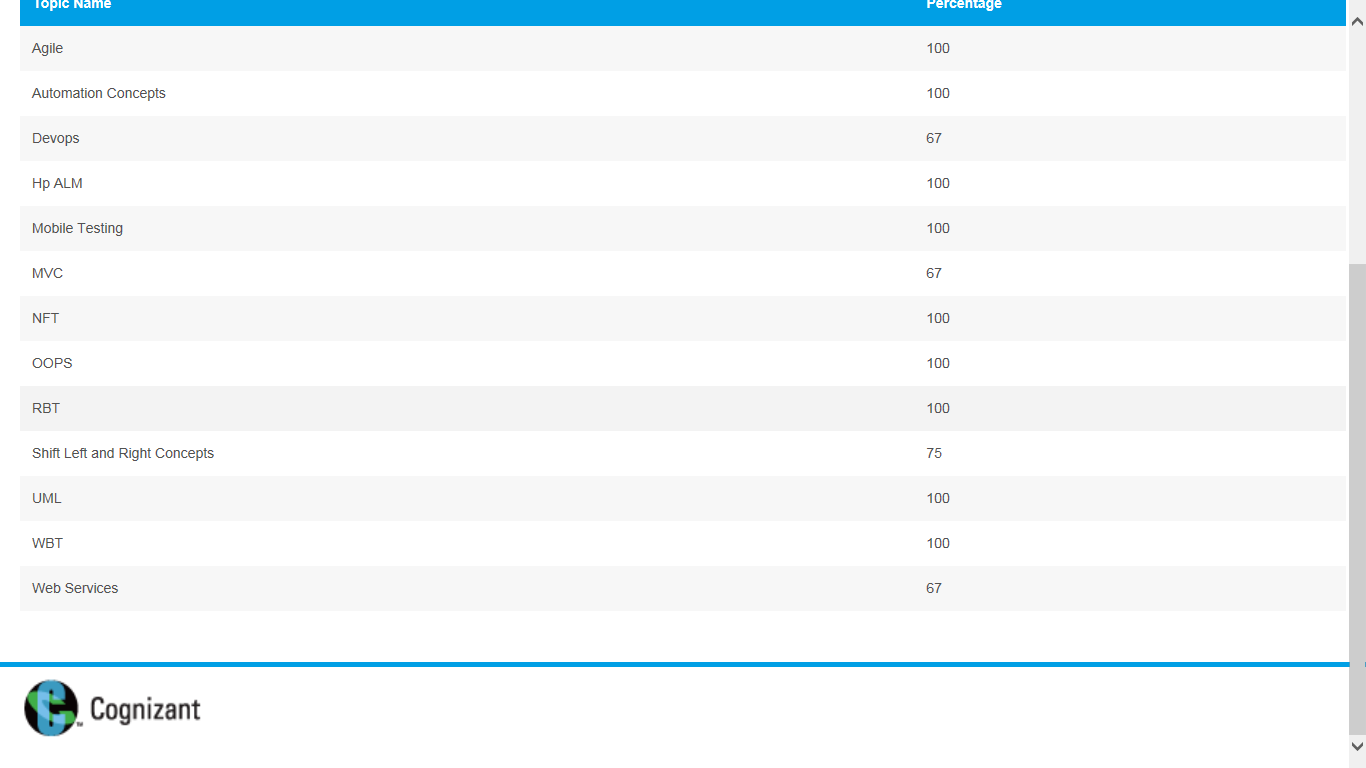 Topic Name Percentage
Agile 100
Automation Concepts 100
Devops 67
Hp ALM 100
Mobile Testing 100
MVC 67
NFT 100
OOPS 100
RBT 100
Shift Left and Right Concepts 75
UML 100
WBT 100
Web Services 67
Cognizant